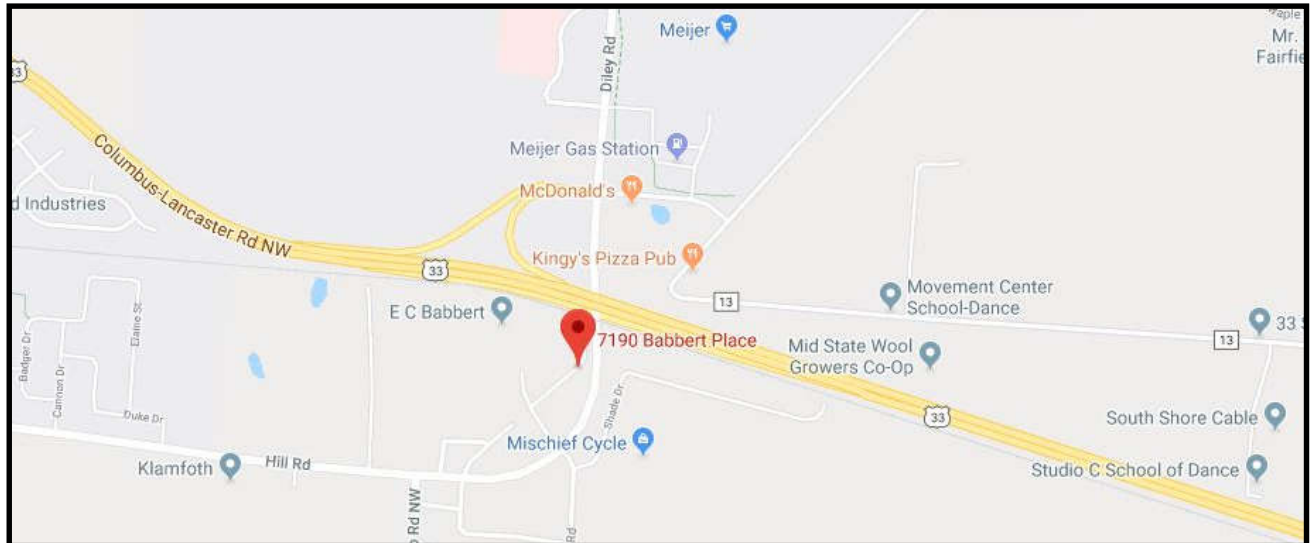 Meijer
Mr.
Fairfie
Diley Rd
33
Columbus-Lancaster Rd NW
Meijer Gas Station
McDonald's
d Industries
33
Kingy's Pizza Pub
E C Babbert
13
Movement Center
School-Dance
33 S
13
7190 Babbert Place
Mid State Wool
Growers Co-Op
Elaine St
Badger Dr
Cannon Dr
Duke Dr
Shade Dr
33
South Shore Cable
Mischief Cycle
Klamfoth
Hill Rd
Studio C School of Dance
Rd NW
Rd